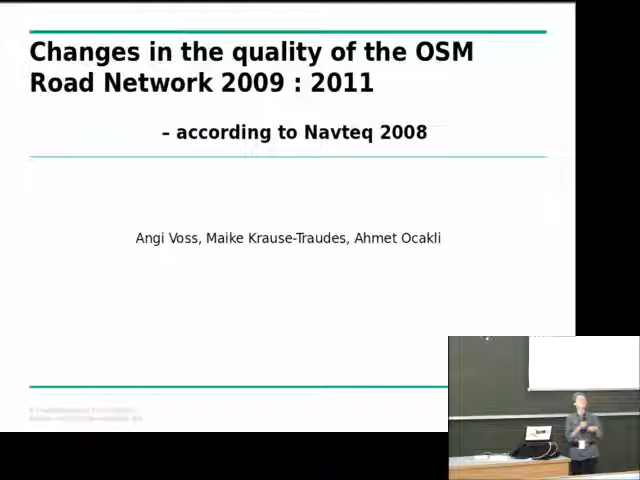 Changes in the quality of the OSM
Road Network 2009 : 2011
– according to Navteq 2008
Angi Voss, Maike Krause-Traudes, Ahmet Ocakli